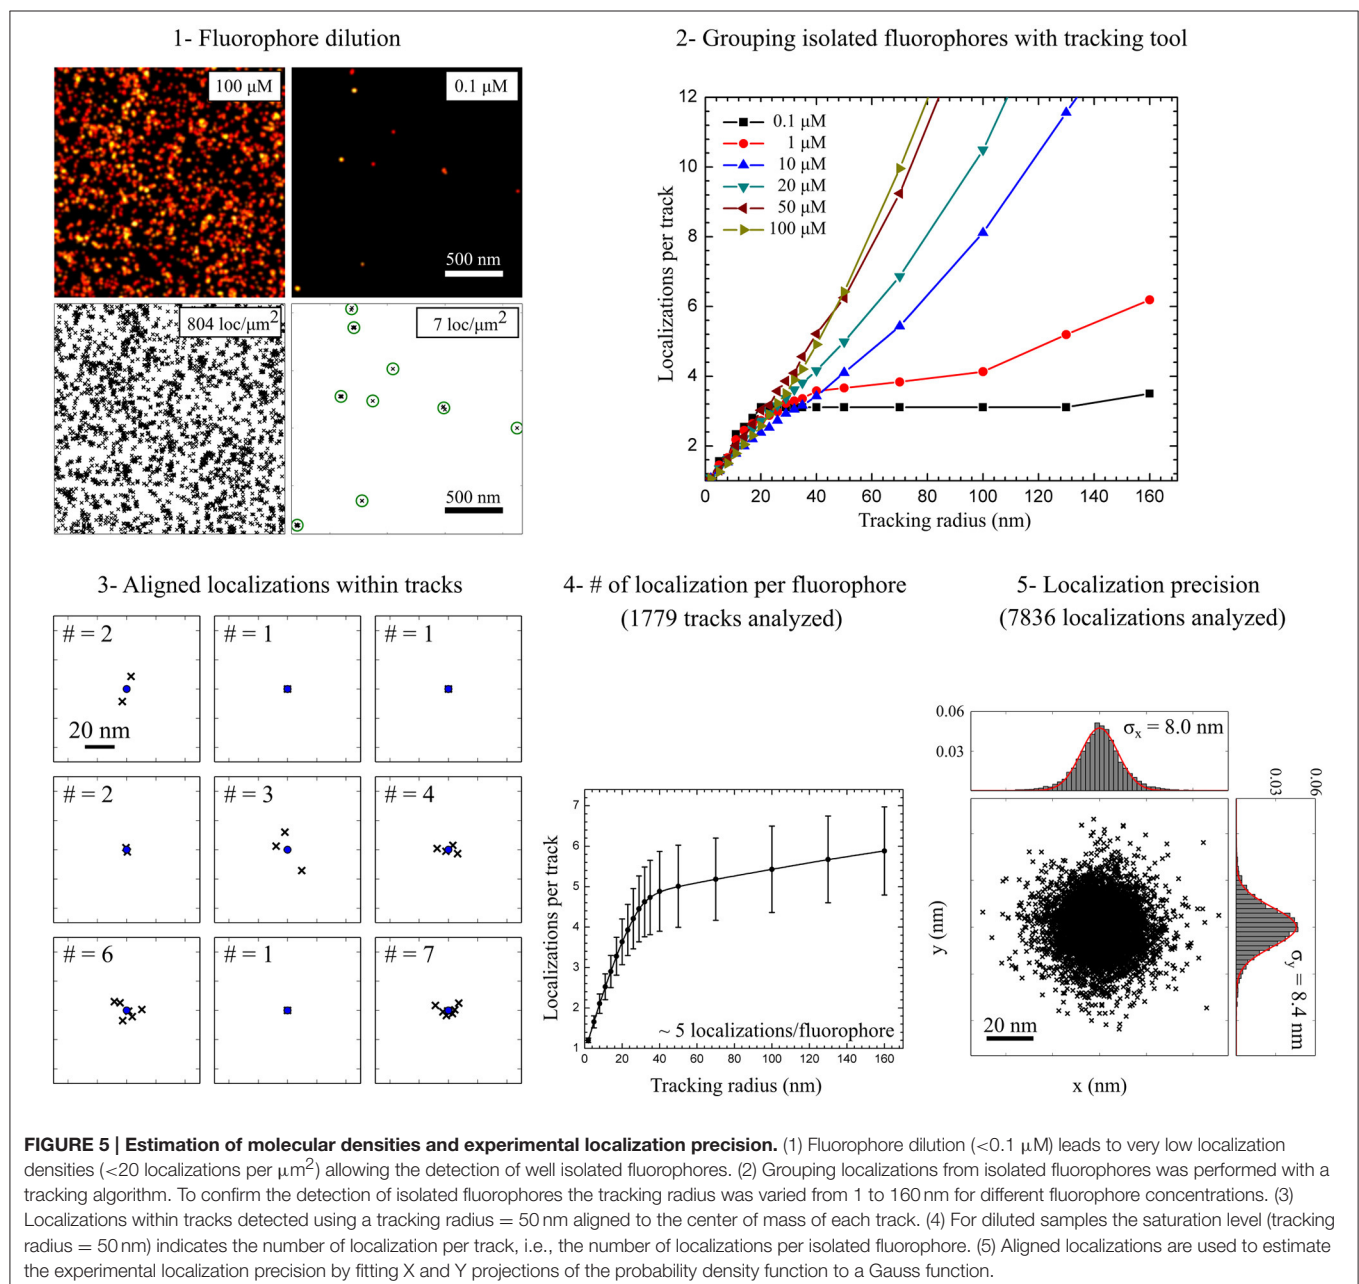 1- Fluorophore dilution
100 μM
0.1 μM
500 nm
804 loc/μm²
7 loc/μm²
500 nm
2- Grouping isolated fluorophores with tracking tool
12
10
8
6
4
2
0.1 μM
1 μM
10 μM
20 μM
50 μM
100 μM
Localizations per track
0 20 40 60 80 100 120 140 160
Tracking radius (nm)
3- Aligned localizations within tracks
# = 2
# = 1
# = 1
20 nm
# = 2
# = 3
# = 4
# = 6
# = 1
# = 7
4- # of localization per fluorophore
(1779 tracks analyzed)
7
6
5
4
3
2
1
Localizations per track
~ 5 localizations/fluorophore
0 20 40 60 80 100 120 140 160
Tracking radius (nm)
5- Localization precision
(7836 localizations analyzed)
0.06
0.03
σx = 8.0 nm
0.03
0.06
σy = 8.4 nm
y (nm)
20 nm
x (nm)
FIGURE 5 | Estimation of molecular densities and experimental localization precision. (1) Fluorophore dilution (<0.1 μM) leads to very low localization
densities (<20 localizations per μm²) allowing the detection of well isolated fluorophores. (2) Grouping localizations from isolated fluorophores was performed with a
tracking algorithm. To confirm the detection of isolated fluorophores the tracking radius was varied from 1 to 160 nm for different fluorophore concentrations. (3)
Localizations within tracks detected using a tracking radius = 50 nm aligned to the center of mass of each track. (4) For diluted samples the saturation level (tracking
radius = 50 nm) indicates the number of localization per track, i.e., the number of localizations per isolated fluorophore. (5) Aligned localizations are used to estimate
the experimental localization precision by fitting X and Y projections of the probability density function to a Gauss function.